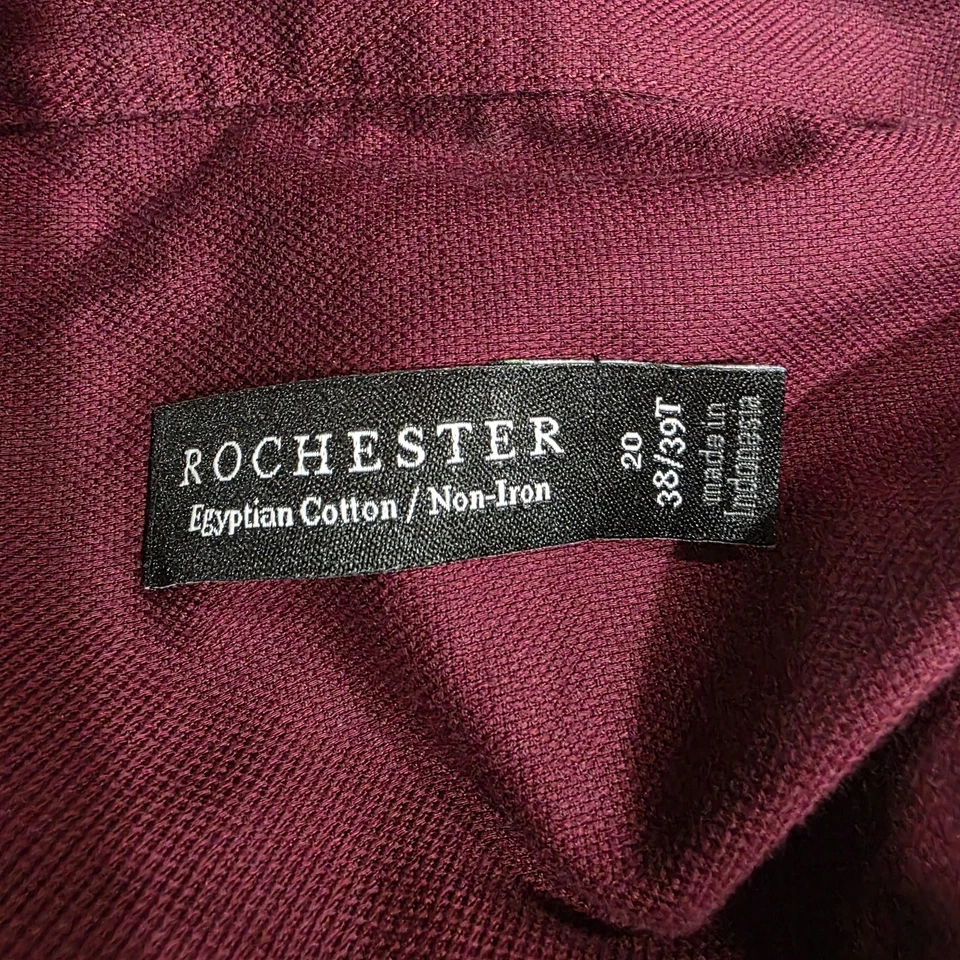 ROCHESTER
Egyptian Cotton / Non-Iron
20
38/39T
made in
Indonesia